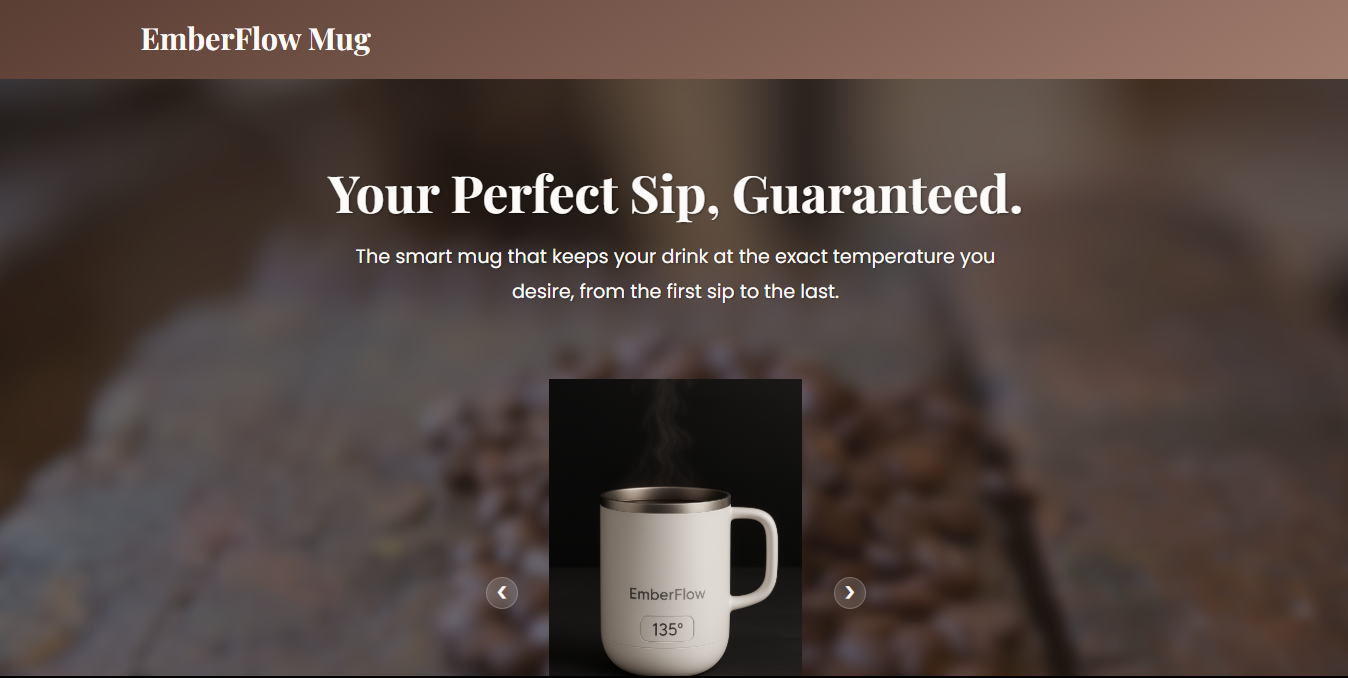 EmberFlow Mug
Your Perfect Sip, Guaranteed.
The smart mug that keeps your drink at the exact temperature you
desire, from the first sip to the last.
EmberFlow
135°